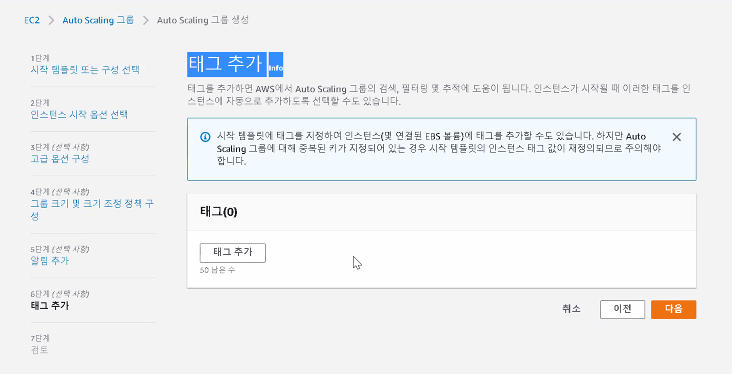 EC2 > Auto Scaling 그룹 > Auto Scaling 그룹 생성
1단계
시작 템플릿 또는 구성 선택
2단계
인스턴스 시작 옵션 선택
3단계 (선택 사항)
고급 옵션 구성
4단계 (선택 사항)
그룹 크기 및 크기 조정 정책 구
성
5단계 (선택 사항)
알림 추가
6단계 (선택 사항)
태그 추가
7단계
검토
태그 추가 Info
태그를 추가하면 AWS에서 Auto Scaling 그룹의 검색, 필터링 및 추적에 도움이 됩니다. 인스턴스가 시작될 때 이러한 태그를 인
스턴스에 자동으로 추가하도록 선택할 수도 있습니다.
시작 템플릿에 태그를 지정하여 인스턴스(및 연결된 EBS 볼륨)에 태그를 추가할 수도 있습니다. 하지만 Auto
Scaling 그룹에 대해 중복된 키가 지정되어 있는 경우 시작 템플릿의 인스턴스 태그 값이 재정의되므로 주의해야
합니다.
태그(0)
태그 추가
50 남은 수
취소 이전 다음